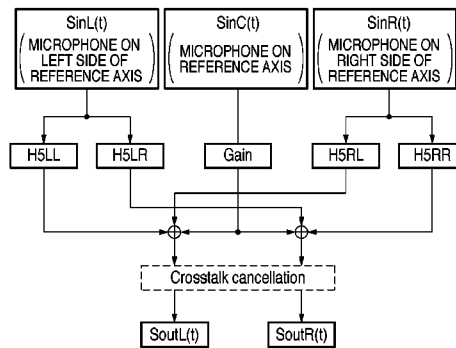 SinL(t)
(MICROPHONE ON
LEFT SIDE OF
REFERENCE AXIS)
SinC(t)
(MICROPHONE ON
REFERENCE AXIS)
SinR(t)
(MICROPHONE ON
RIGHT SIDE OF
REFERENCE AXIS)
H5LL
H5LR
Gain
H5RL
H5RR
Crosstalk cancellation
SoutL(t)
SoutR(t)